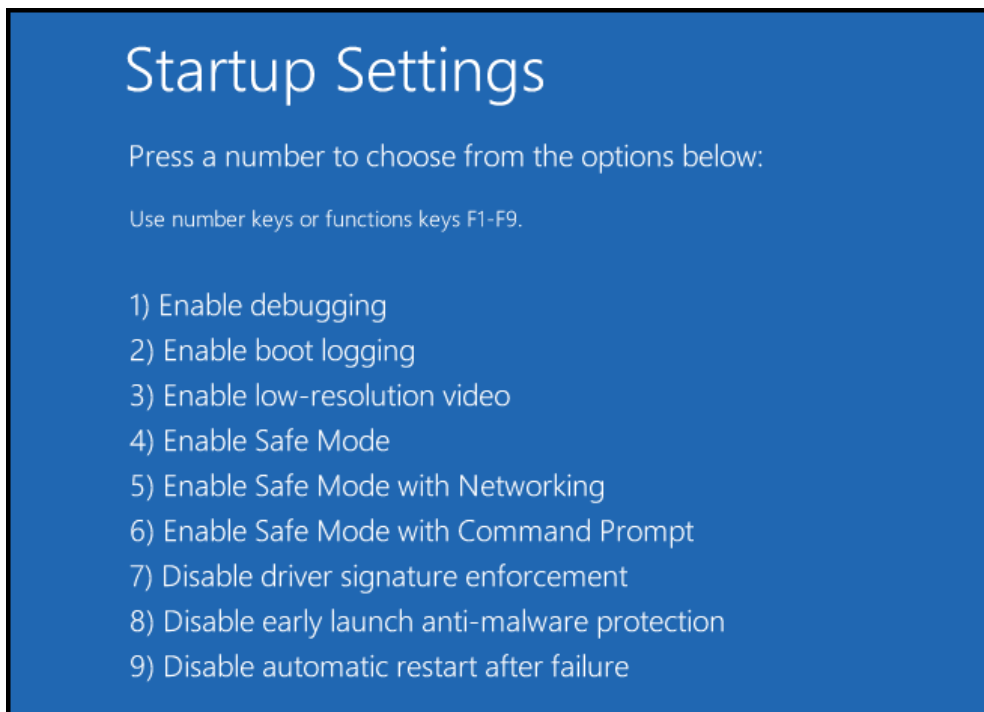 Startup Settings
Press a number to choose from the options below:
Use number keys or functions keys F1-F9.
1) Enable debugging
2) Enable boot logging
3) Enable low-resolution video
4) Enable Safe Mode
5) Enable Safe Mode with Networking
6) Enable Safe Mode with Command Prompt
7) Disable driver signature enforcement
8) Disable early launch anti-malware protection
9) Disable automatic restart after failure